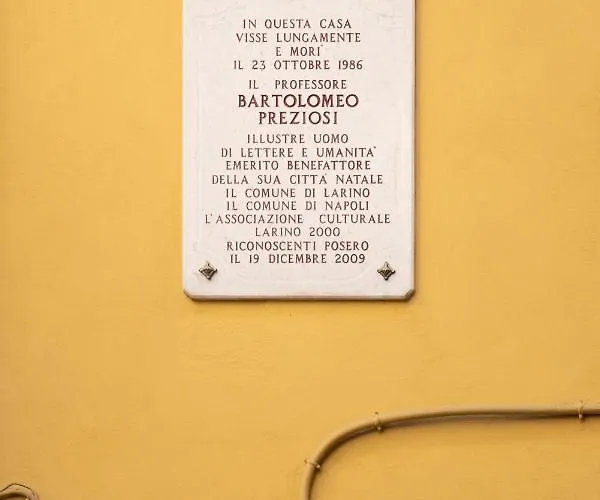 IN QUESTA CASA
VISSE LUNGAMENTE
E MORI'
IL 23 OTTOBRE 1986
IL PROFESSORE
BARTOLOMEO
PREZIOSI
ILLUSTRE UOMO
DI LETTERE E UMANITA'
EMERITO BENEFATTORE
DELLA SUA CITTA' NATALE
IL COMUNE DI LARINO
IL COMUNE DI NAPOLI
L'ASSOCIAZIONE CULTURALE
LARINO 2000
RICONOSCENTI POSERO
IL 19 DICEMBRE 2009